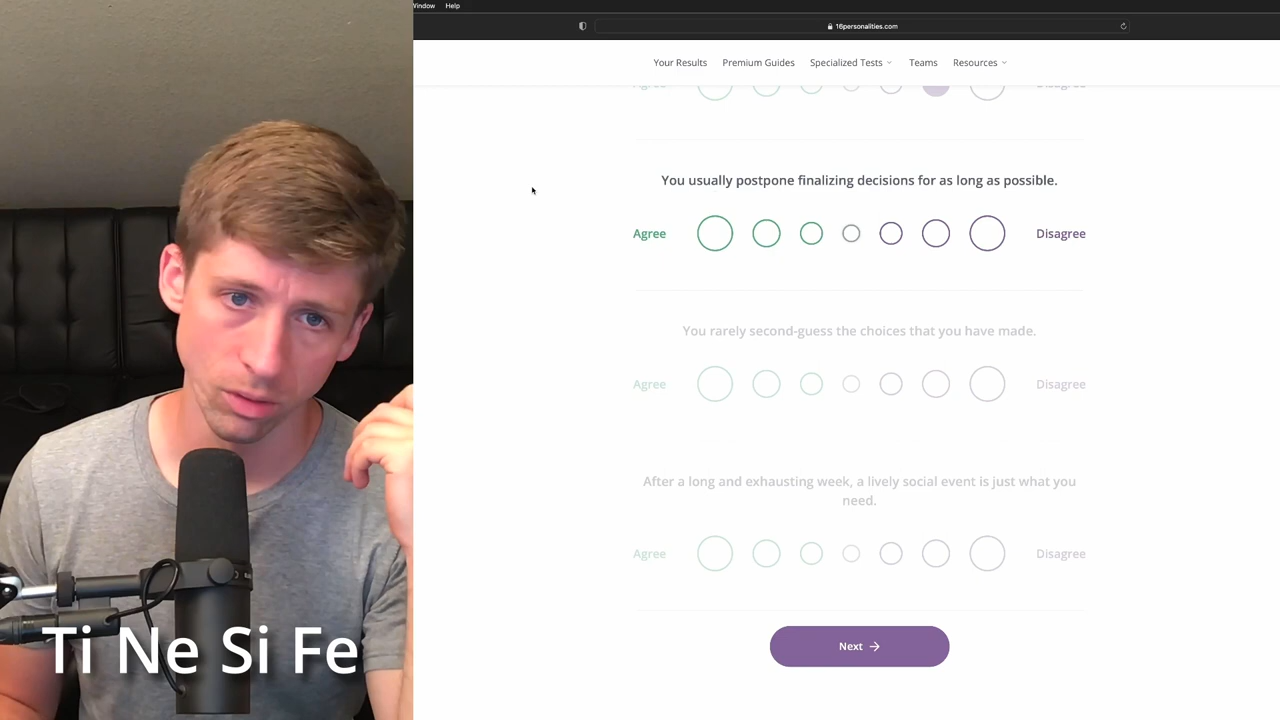 Window Help
16personalities.com
Your Results Premium Guides Specialized Tests Teams Resources
Agree Disagree
You usually postpone finalizing decisions for as long as possible.
Agree Disagree
You rarely second-guess the choices that you have made.
Agree Disagree
After a long and exhausting week, a lively social event is just what you
need.
Agree Disagree
Next
Ti Ne Si Fe